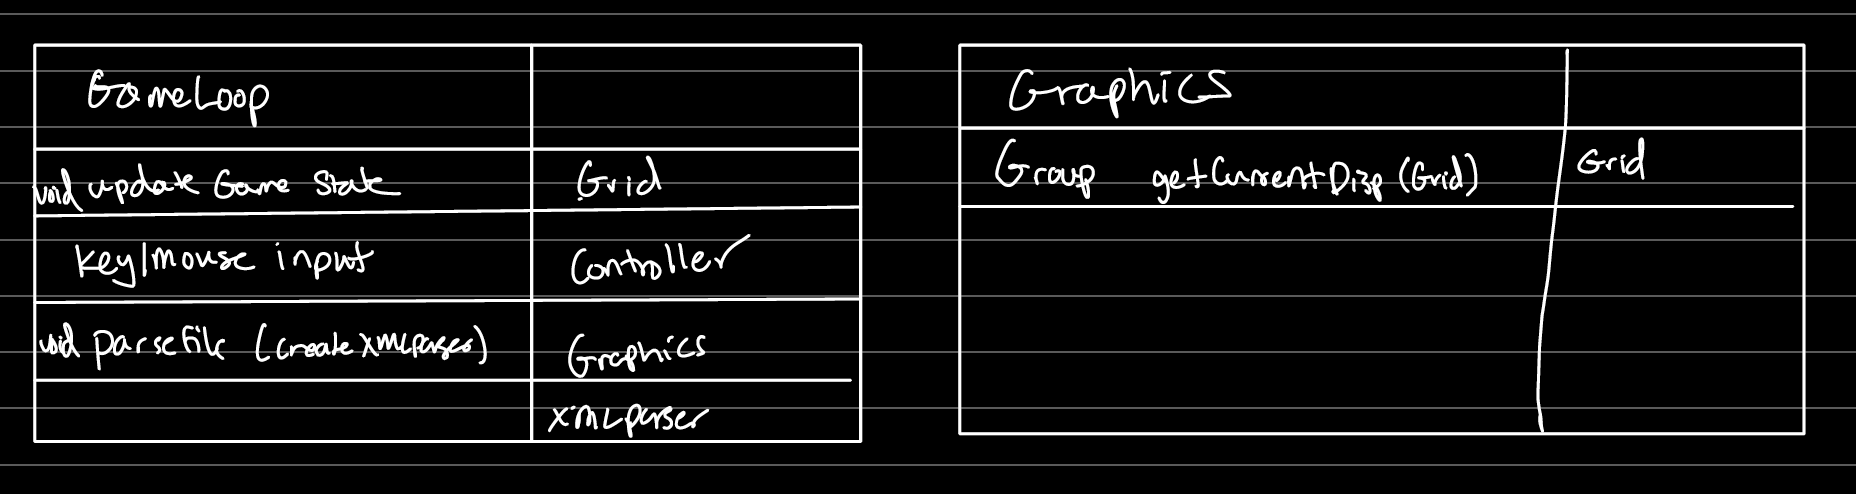 GameLoop
void update Game State Grid
key/mouse input Controller
void parsefile (create xmlparser) Graphics
xmlparser
Graphics
Group getCurrentDisp (Grid) Grid